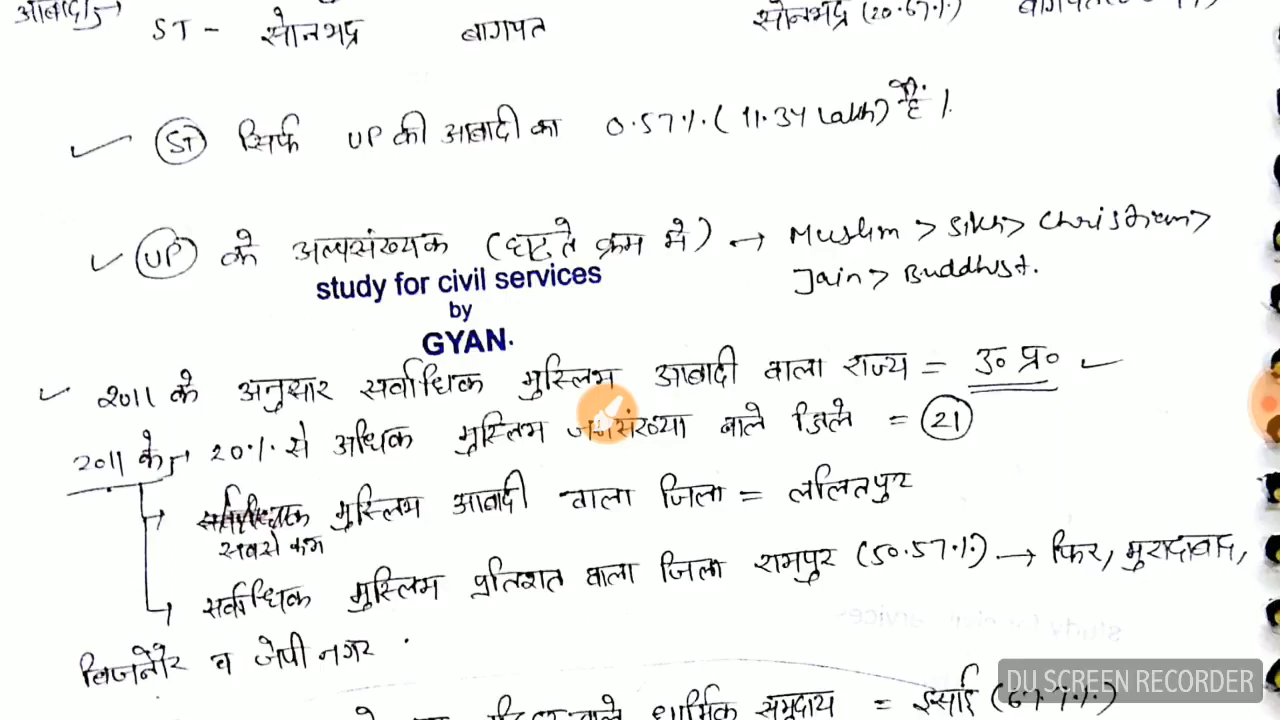 आबादी→ ST - सोनभद्र बागपत सोनभद्र (20.67%)
ST सिर्फ UP की आबादी का 0.57% (11.34 Lakh) ही है।
UP के अल्पसंख्यक (घटते क्रम में) → Muslim > Sikh > Christian >
Jain > Buddhist.
study for civil services
by
GYAN.
2011 के अनुसार सर्वाधिक मुस्लिम आबादी वाला राज्य = उ० प्र०
2011 के→ 20% से अधिक मुस्लिम जनसंख्या वाले जिले = 21
मुस्लिम आबादी वाला जिला = ललितपुर
सबसे कम
सर्वाधिक मुस्लिम प्रतिशत वाला जिला रामपुर (50.57%) → फिर, मुरादाबाद,
बिजनौर व जेपी नगर
वाले धार्मिक समुदाय = ईसाई (67.7%)
DU SCREEN RECORDER